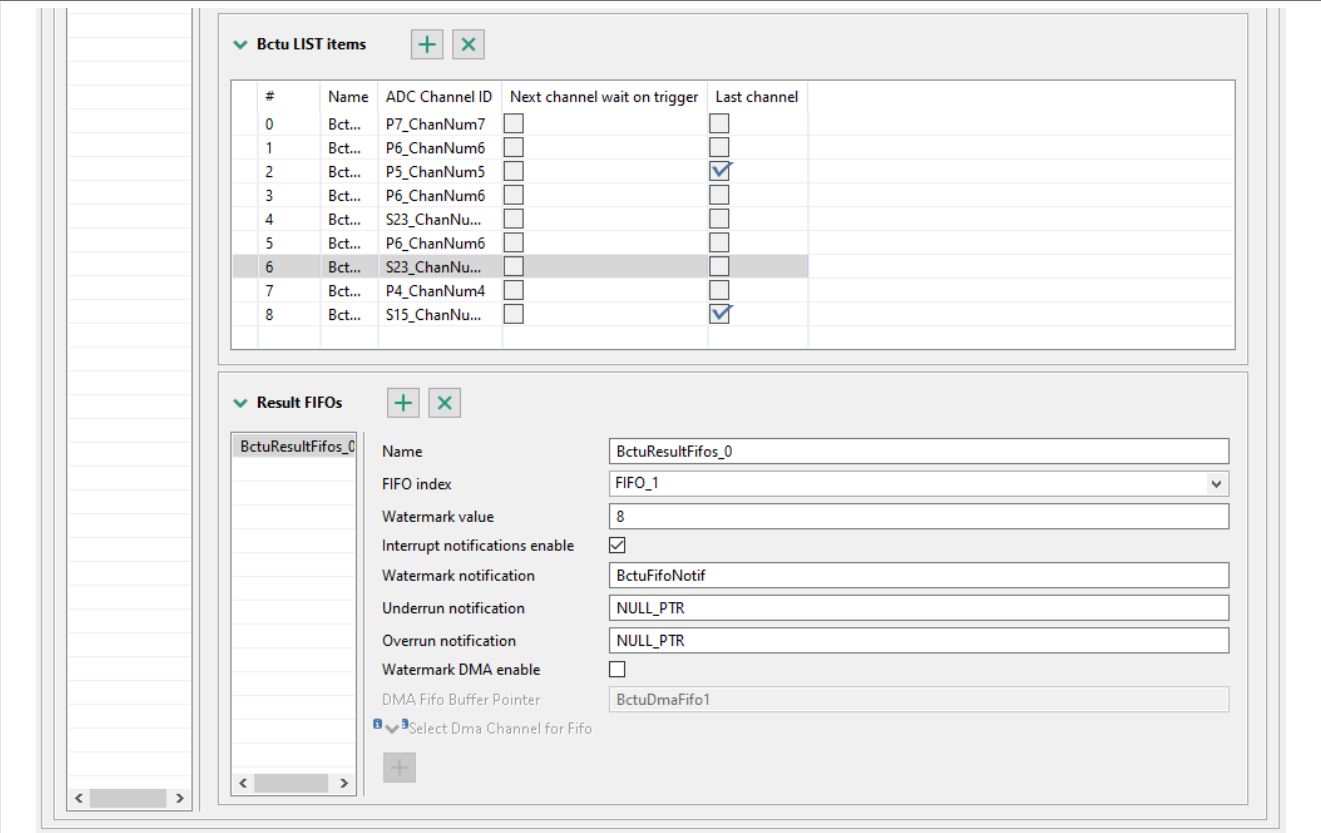 Bctu LIST items
# Name ADC Channel ID Next channel wait on trigger Last channel
0 Bct... P7_ChanNum7
1 Bct... P6_ChanNum6
2 Bct... P5_ChanNum5
3 Bct... P6_ChanNum6
4 Bct... S23_ChanNu...
5 Bct... P6_ChanNum6
6 Bct... S23_ChanNu...
7 Bct... P4_ChanNum4
8 Bct... S15_ChanNu...
Result FIFOs
BctuResultFifos_0
Name BctuResultFifos_0
FIFO index FIFO_1
Watermark value 8
Interrupt notifications enable
Watermark notification BctuFifoNotif
Underrun notification NULL_PTR
Overrun notification NULL_PTR
Watermark DMA enable
DMA Fifo Buffer Pointer BctuDmaFifo1
Select Dma Channel for Fifo